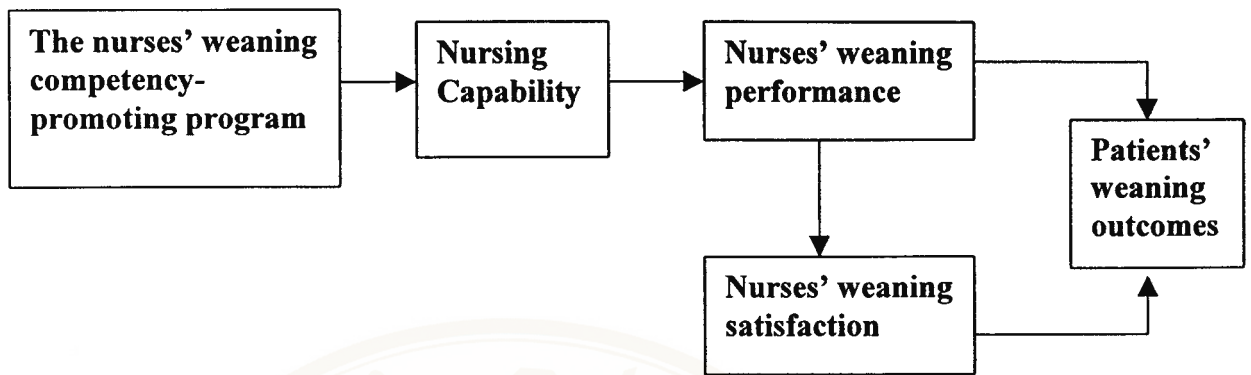 The nurses' weaning
competency-
promoting program
Nursing
Capability
Nurses' weaning
performance
Nurses' weaning
satisfaction
Patients'
weaning
outcomes